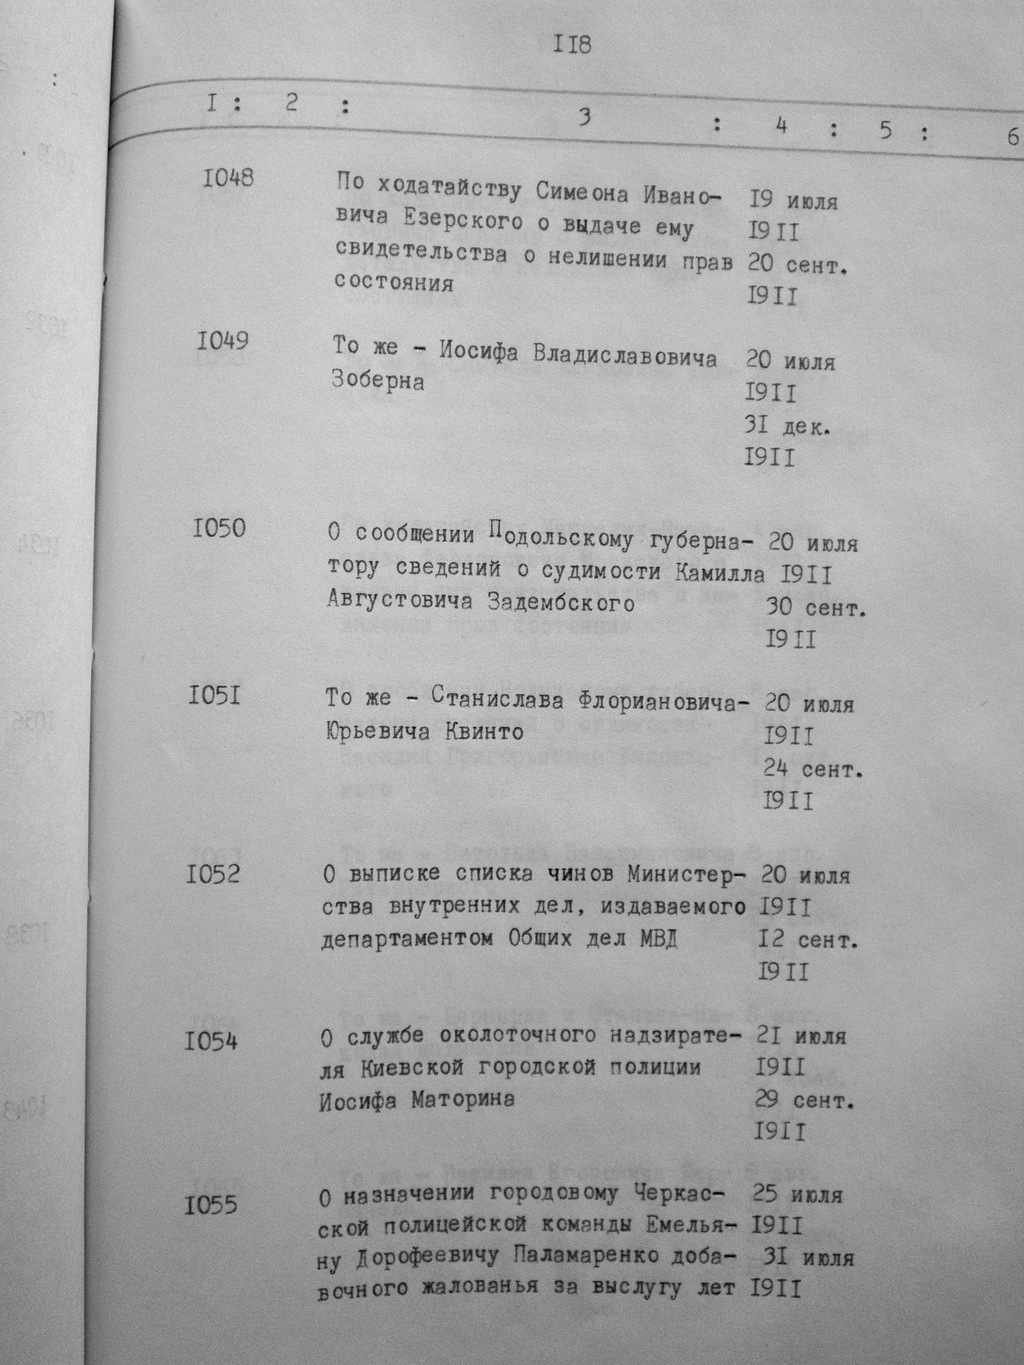 II8
I : 2 : 3 : 4 : 5 : 6
I048 По ходатайству Симеона Ивано- I9 июля
вича Езерского о выдаче ему I9II
свидетельства о нелишении прав 20 сент.
состояния I9II
I049 То же - Иосифа Владиславовича 20 июля
Зоберна I9II
3I дек.
I9II
I050 О сообщении Подольскому губерна- 20 июля
тору сведений о судимости Камилла I9II
Августовича Задембского 30 сент.
I9II
I05I То же - Станислава Флориановича- 20 июля
Юрьевича Квинто I9II
24 сент.
I9II
I052 О выписке списка чинов Министер- 20 июля
ства внутренних дел, издаваемого I9II
департаментом Общих дел МВД I2 сент.
I9II
I054 О службе околоточного надзирате- 2I июля
ля Киевской городской полиции I9II
Иосифа Маторина 29 сент.
I9II
I055 О назначении городовому Черкас- 25 июля
ской полицейской команды Емелья- I9II
ну Дорофеевичу Паламаренко доба- 3I июля
вочного жалованья за выслугу лет I9II